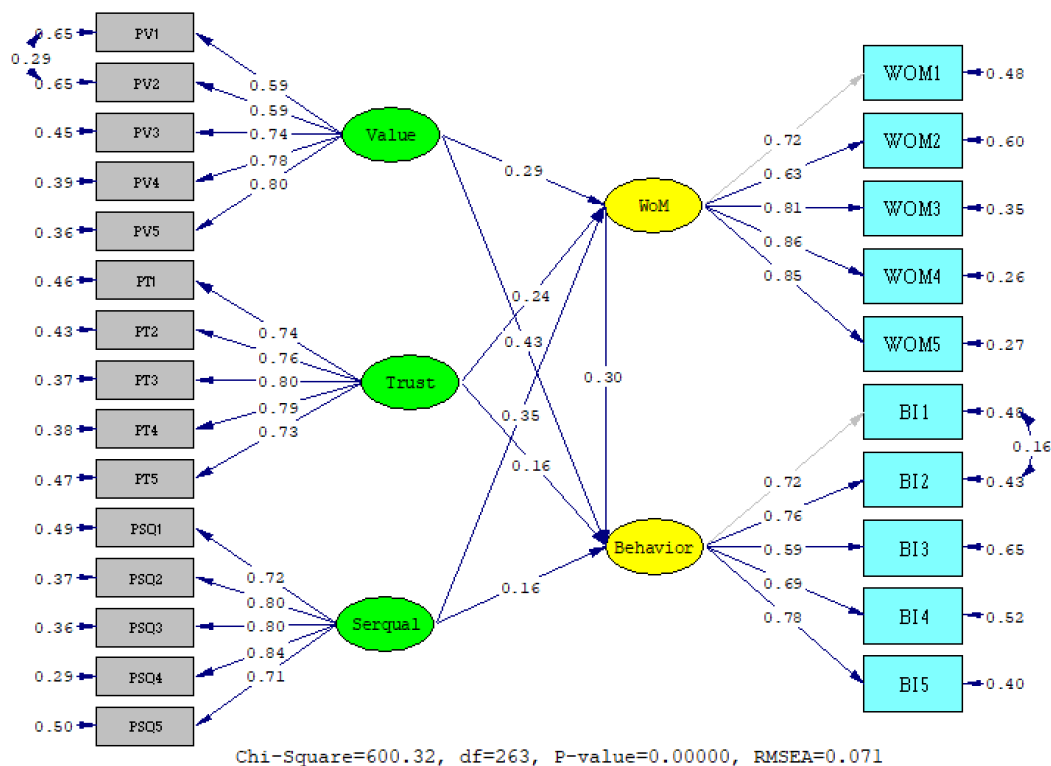 0.65 PV1
0.29
0.65 PV2
0.45 PV3
0.39 PV4
0.36 PV5
0.46 PT1
0.43 PT2
0.37 PT3
0.38 PT4
0.47 PT5
0.49 PSQ1
0.37 PSQ2
0.36 PSQ3
0.29 PSQ4
0.50 PSQ5
0.59
0.59
0.74
0.78
0.80
Value
0.74
0.76
0.80
0.79
0.73
Trust
0.72
0.80
0.80
0.84
0.71
Serqual
0.29
0.24
0.43
0.35
0.30
0.16
0.16
WoM
0.72
0.63
0.81
0.86
0.85
Behavior
0.72
0.76
0.59
0.69
0.78
WOM1 0.48
WOM2 0.60
WOM3 0.35
WOM4 0.26
WOM5 0.27
BI1 0.48
0.16
BI2 0.43
BI3 0.65
BI4 0.52
BI5 0.40
Chi-Square=600.32, df=263, P-value=0.00000, RMSEA=0.071